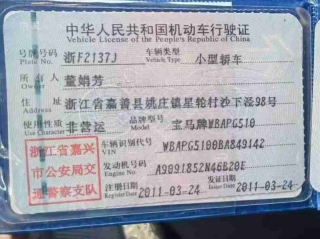 中华人民共和国机动车行驶证
Vehicle License of the People's Republic of China
号牌号码 浙F2137J 车辆类型 小型轿车
Plate No. Vehicle Type
所有人 董娟芳
Owner
住址 浙江省嘉善县姚庄镇星轮村沙下泾98号
Address
使用性质 非营运 品牌型号 宝马牌WBAPG510
Use Character Model
浙江省嘉兴
市公安局交
通警察支队
车辆识别代号 WBAPG5100BA849142
VIN
发动机号码 A9091852N46B20E
Engine No.
注册日期 2011-03-24 发证日期 2011-03-24
Register Date Issue Date